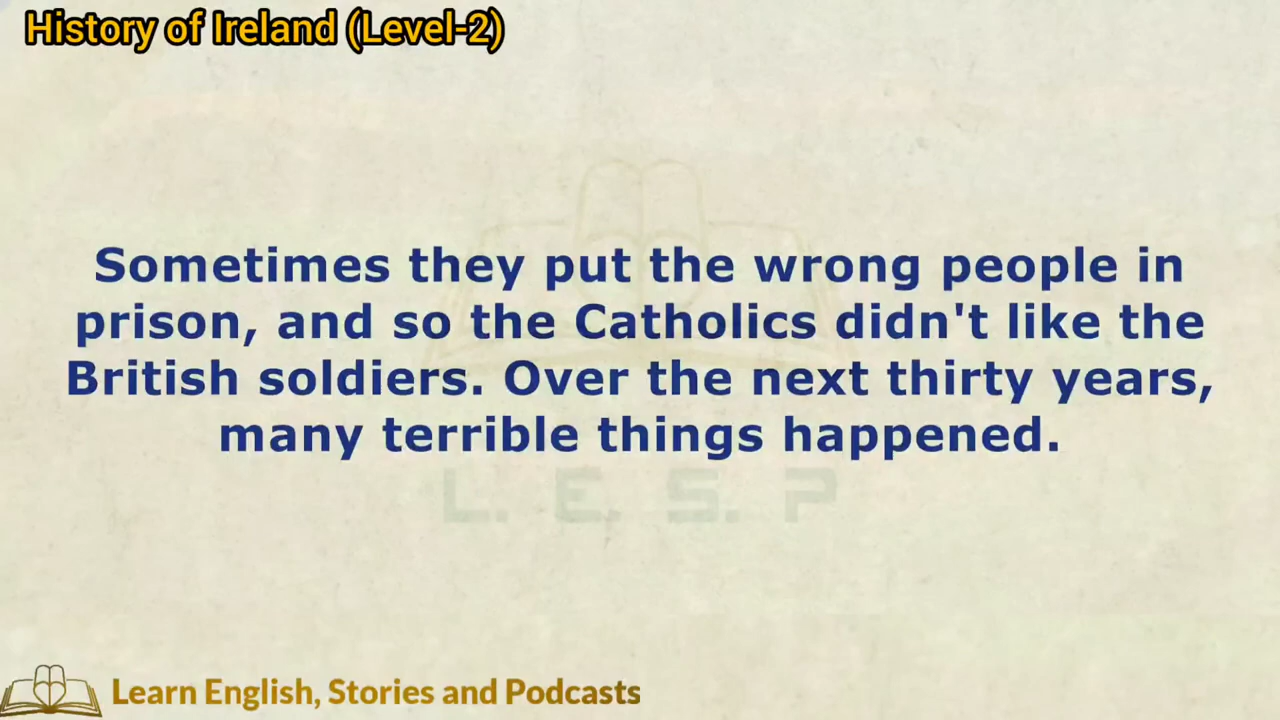 History of Ireland (Level-2)
Sometimes they put the wrong people in
prison, and so the Catholics didn't like the
British soldiers. Over the next thirty years,
many terrible things happened.
L. E. S. P
Learn English, Stories and Podcasts